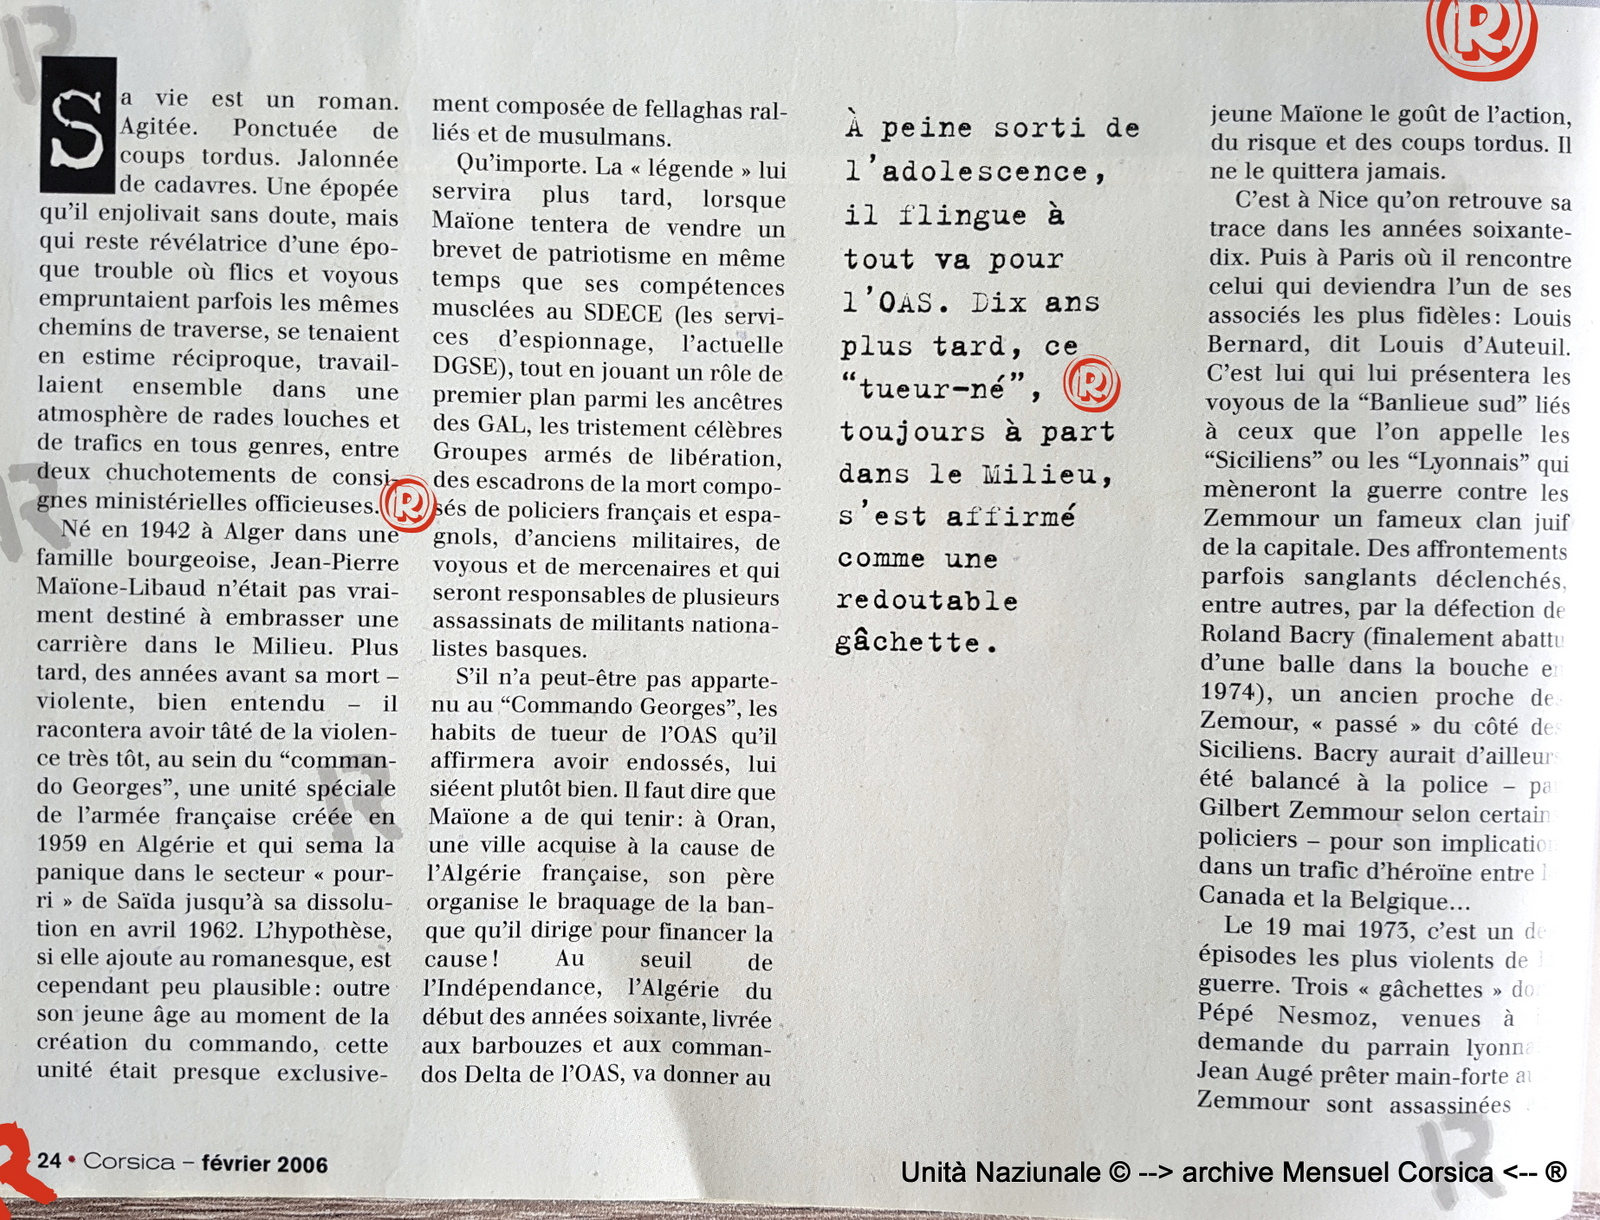 Sa vie est un roman.
Agitée. Ponctuée de
coups tordus. Jalonnée
de cadavres. Une épopée
qu'il enjolivait sans doute, mais
qui reste révélatrice d'une épo-
que trouble où flics et voyous
empruntaient parfois les mêmes
chemins de traverse, se tenaient
en estime réciproque, travail-
laient ensemble dans une
atmosphère de rades louches et
de trafics en tous genres, entre
deux chuchotements de consi-
gnes ministérielles officieuses.
Né en 1942 à Alger dans une
famille bourgeoise, Jean-Pierre
Maïone-Libaud n'était pas vrai-
ment destiné à embrasser une
carrière dans le Milieu. Plus
tard, des années avant sa mort –
violente, bien entendu – il
racontera avoir tâté de la violen-
ce très tôt, au sein du “comman-
do Georges”, une unité spéciale
de l'armée française créée en
1959 en Algérie et qui sema la
panique dans le secteur « pour-
ri » de Saïda jusqu'à sa dissolu-
tion en avril 1962. L'hypothèse,
si elle ajoute au romanesque, est
cependant peu plausible : outre
son jeune âge au moment de la
création du commando, cette
unité était presque exclusive-
ment composée de fellaghas ral-
liés et de musulmans.
Qu'importe. La « légende » lui
servira plus tard, lorsque
Maïone tentera de vendre un
brevet de patriotisme en même
temps que ses compétences
musclées au SDECE (les servi-
ces d'espionnage, l'actuelle
DGSE), tout en jouant un rôle de
premier plan parmi les ancêtres
des GAL, les tristement célèbres
Groupes armés de libération,
des escadrons de la mort compo-
sés de policiers français et espa-
gnols, d'anciens militaires, de
voyous et de mercenaires et qui
seront responsables de plusieurs
assassinats de militants nationa-
listes basques.
S'il n'a peut-être pas apparte-
nu au “Commando Georges”, les
habits de tueur de l'OAS qu'il
affirmera avoir endossés, lui
siéent plutôt bien. Il faut dire que
Maïone a de qui tenir : à Oran,
une ville acquise à la cause de
l'Algérie française, son père
organise le braquage de la ban-
que qu'il dirige pour financer la
cause ! Au seuil de
l'Indépendance, l'Algérie du
début des années soixante, livrée
aux barbouzes et aux comman-
dos Delta de l'OAS, va donner au
À peine sorti de
l'adolescence,
il flingue à
tout va pour
l'OAS. Dix ans
plus tard, ce
“tueur-né”,
toujours à part
dans le Milieu,
s'est affirmé
comme une
redoutable
gâchette.
jeune Maïone le goût de l'action,
du risque et des coups tordus. Il
ne le quittera jamais.
C'est à Nice qu'on retrouve sa
trace dans les années soixante-
dix. Puis à Paris où il rencontre
celui qui deviendra l'un de ses
associés les plus fidèles : Louis
Bernard, dit Louis d'Auteuil.
C'est lui qui lui présentera les
voyous de la “Banlieue sud” liés
à ceux que l'on appelle les
“Siciliens” ou les “Lyonnais” qui
mèneront la guerre contre les
Zemmour un fameux clan juif
de la capitale. Des affrontements
parfois sanglants déclenchés,
entre autres, par la défection de
Roland Bacry (finalement abattu
d'une balle dans la bouche en
1974), un ancien proche des
Zemour, « passé » du côté des
Siciliens. Bacry aurait d'ailleurs
été balancé à la police – par
Gilbert Zemmour selon certains
policiers – pour son implication
dans un trafic d'héroïne entre
Canada et la Belgique...
Le 19 mai 1973, c'est un
épisodes les plus violents de
guerre. Trois « gâchettes »
Pépé Nesmoz, venues à
demande du parrain lyonnais
Jean Augé prêter main-forte
Zemmour sont assassinées
24 • Corsica – février 2006
Unità Naziunale © --> archive Mensuel Corsica <-- ®